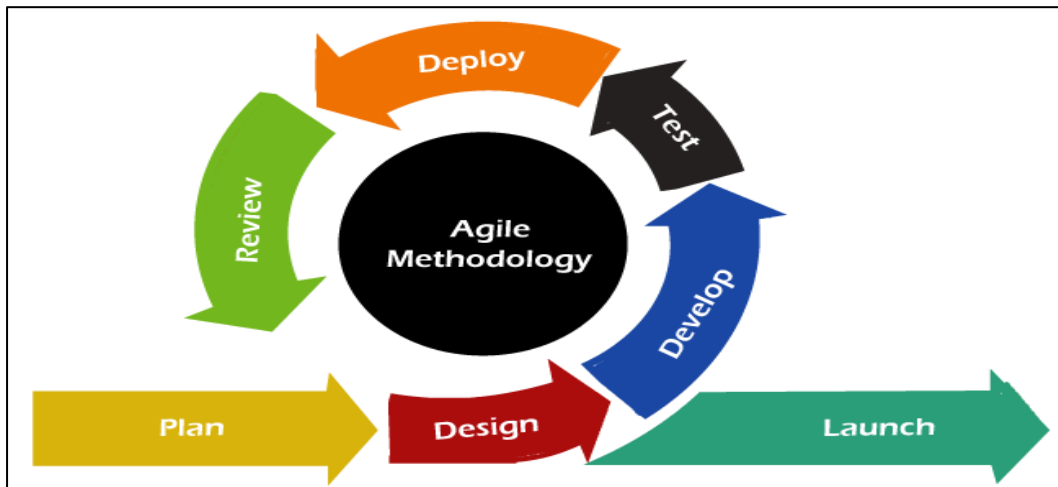 Deploy
Test
Review
Agile
Methodology
Develop
Plan
Design
Launch